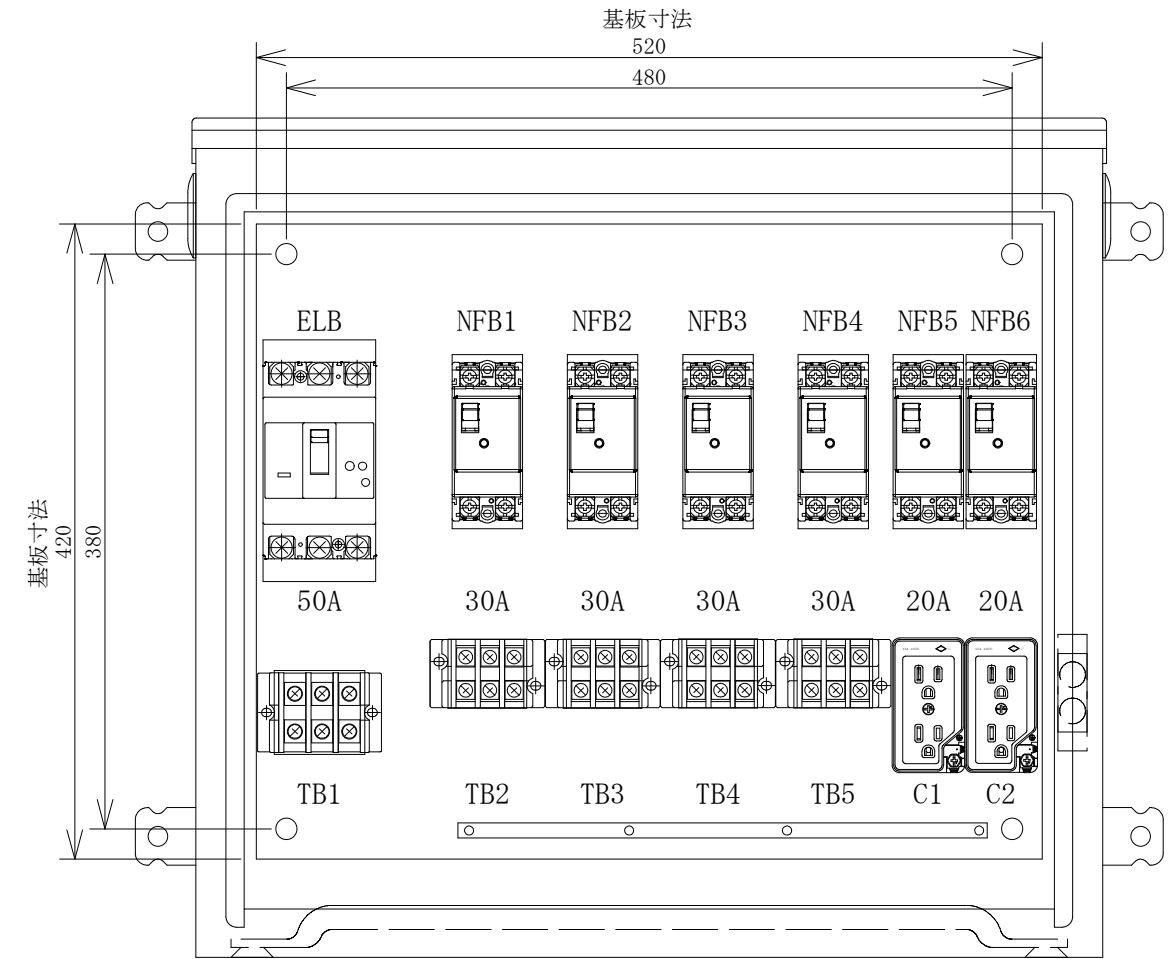 基板寸法
520
480
基板寸法
420
380
ELB
NFB1
NFB2
NFB3
NFB4
NFB5
NFB6
50A
30A
30A
30A
30A
20A
20A
TB1
TB2
TB3
TB4
TB5
C1
C2